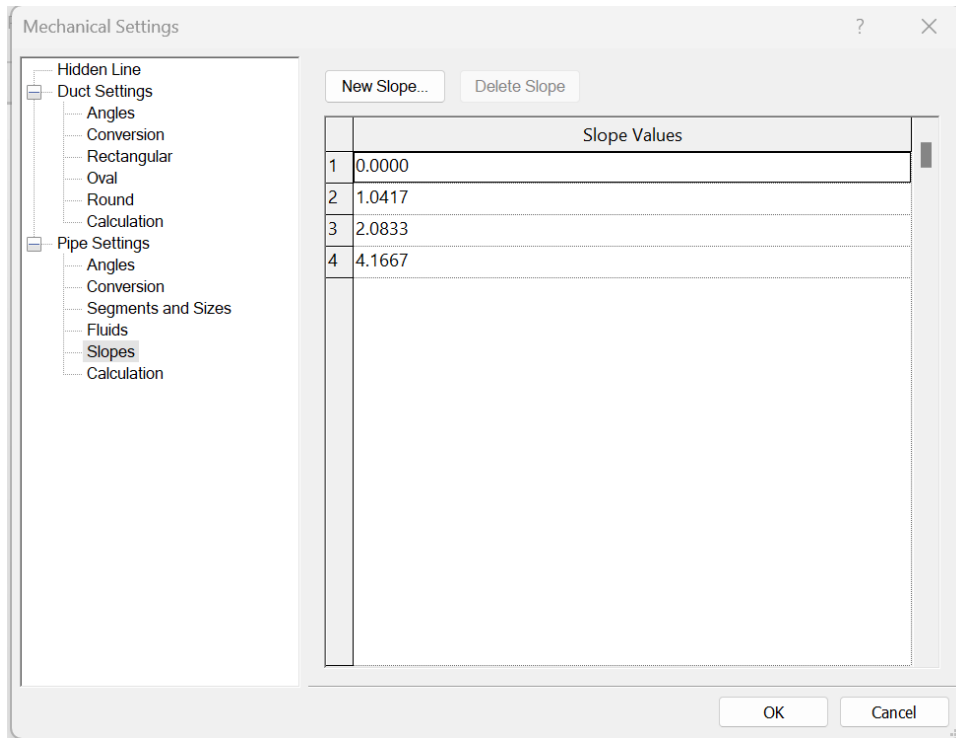 Mechanical Settings
?
Hidden Line
Duct Settings
Angles
Conversion
Rectangular
Oval
Round
Calculation
Pipe Settings
Angles
Conversion
Segments and Sizes
Fluids
Slopes
Calculation
New Slope... Delete Slope
Slope Values
1 0.0000
2 1.0417
3 2.0833
4 4.1667
OK Cancel